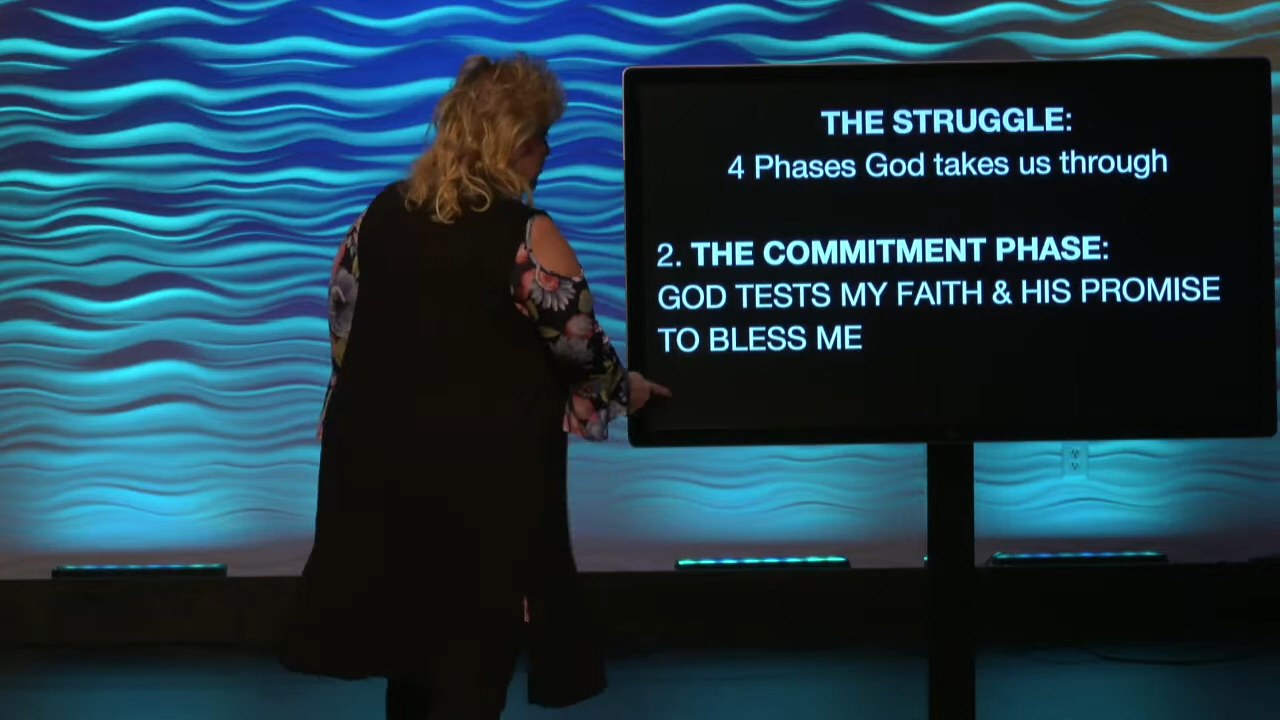 THE STRUGGLE:
4 Phases God takes us through
2. THE COMMITMENT PHASE:
GOD TESTS MY FAITH & HIS PROMISE
TO BLESS ME